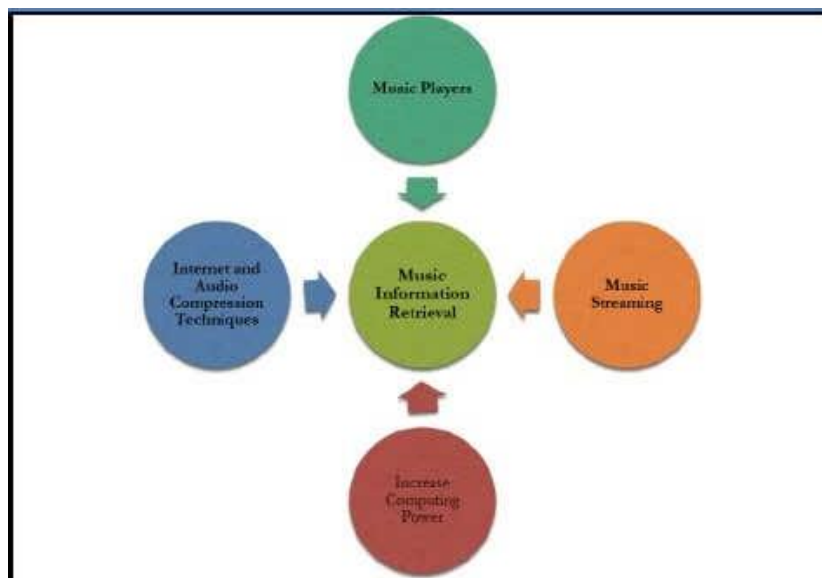 Music Players
Internet and
Audio
Compression
Techniques
Music
Information
Retrieval
Music
Streaming
Increase
Computing
Power